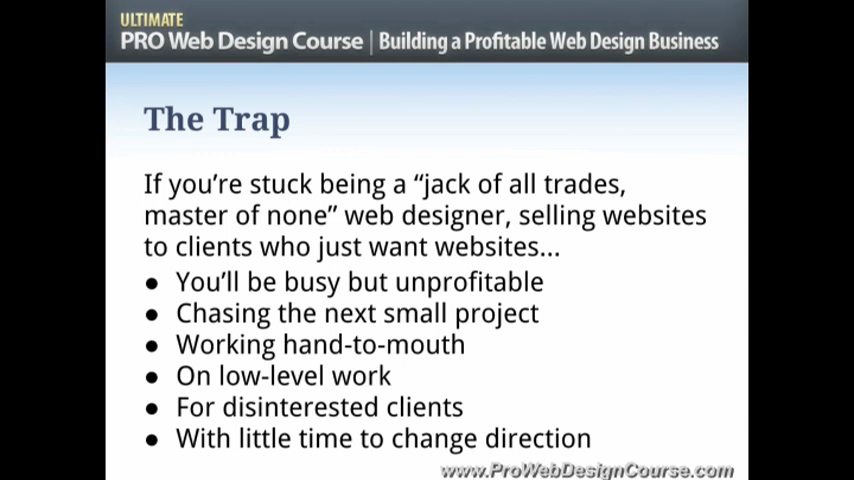 ULTIMATE
PRO Web Design Course | Building a Profitable Web Design Business
The Trap
If you’re stuck being a “jack of all trades,
master of none” web designer, selling websites
to clients who just want websites...
● You’ll be busy but unprofitable
● Chasing the next small project
● Working hand-to-mouth
● On low-level work
● For disinterested clients
● With little time to change direction
www.ProWebDesignCourse.com